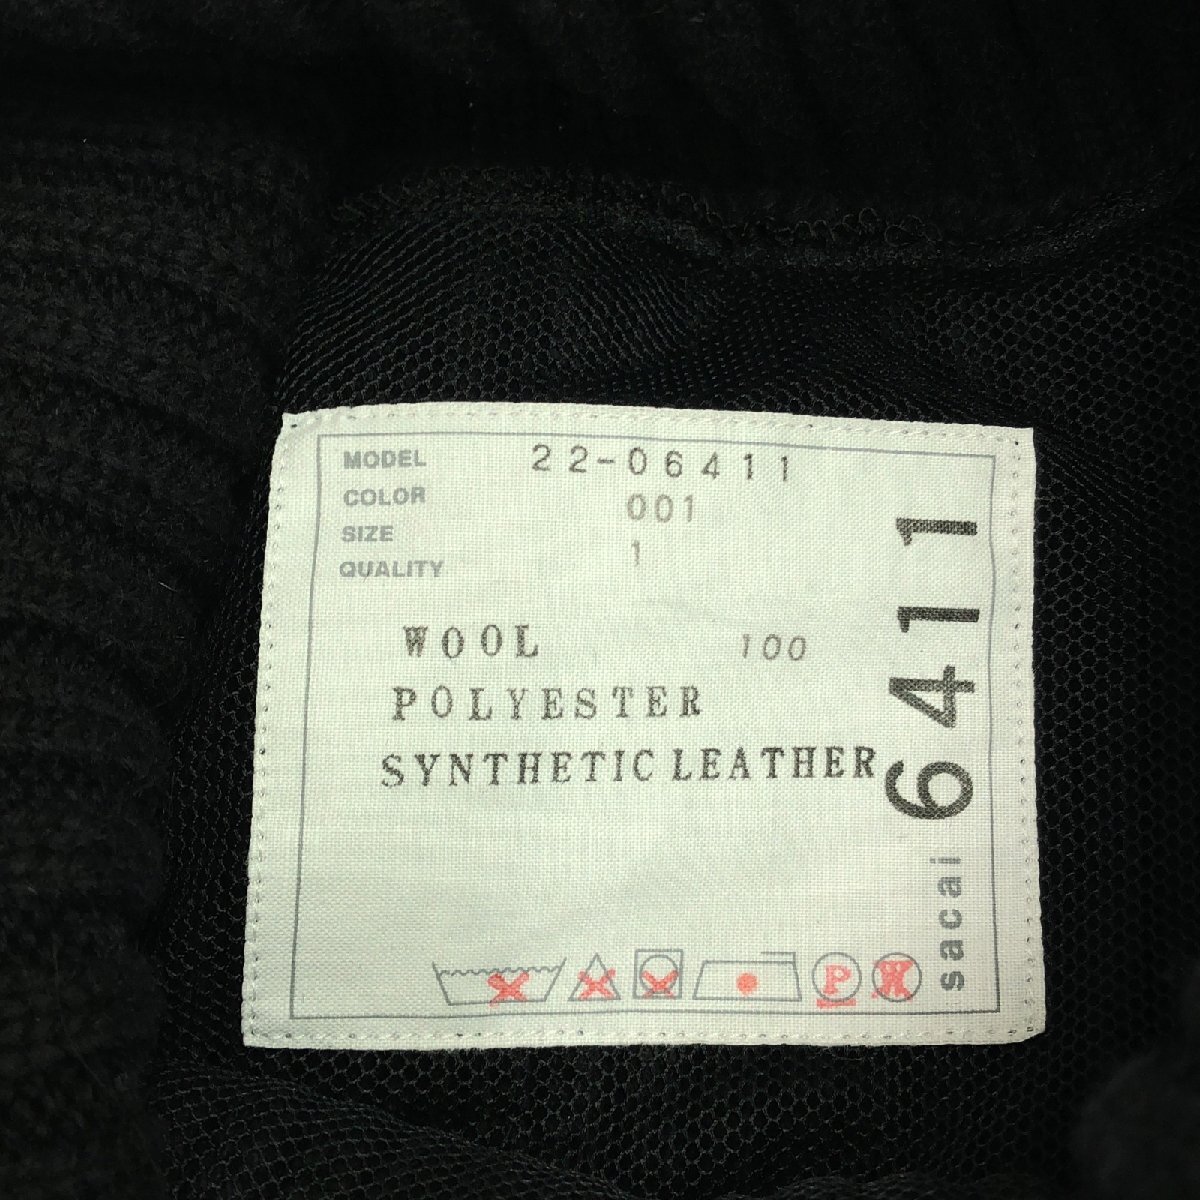 MODEL 22-06411
COLOR 001
SIZE 1
QUALITY
WOOL 100
POLYESTER
SYNTHETIC LEATHER
P W
sacai 6411